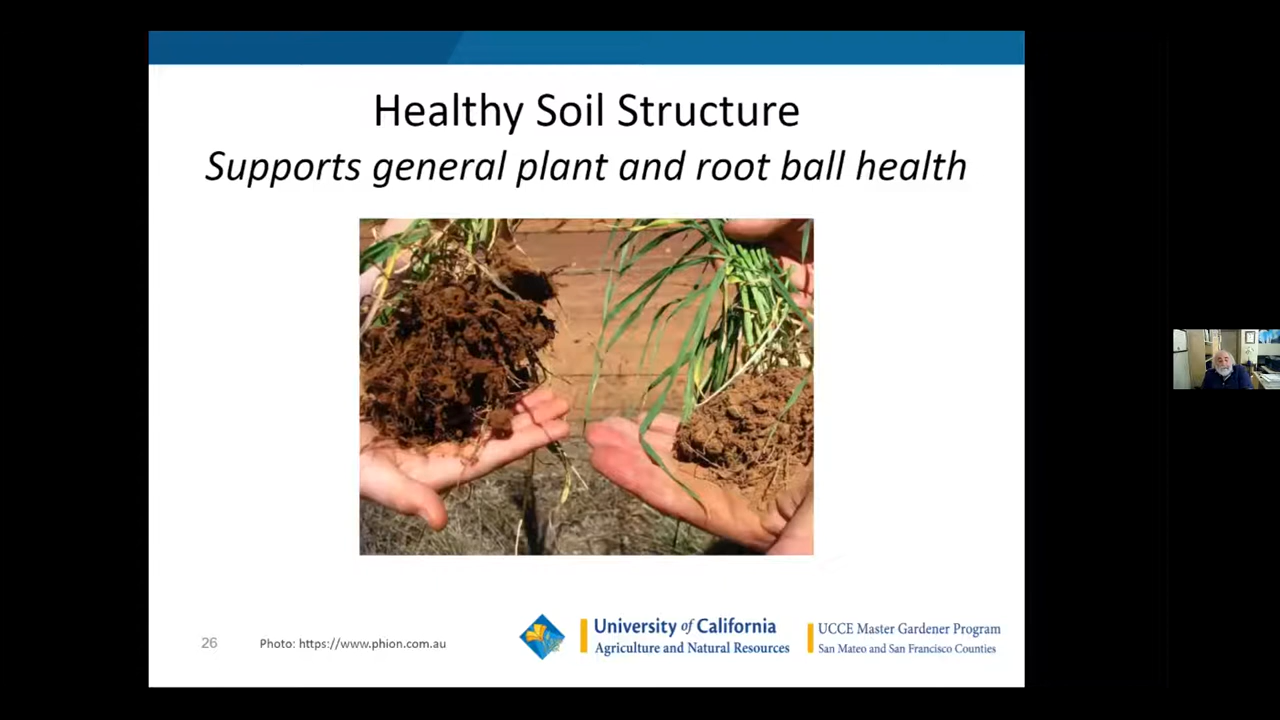 Healthy Soil Structure
Supports general plant and root ball health
26
Photo: https://www.phion.com.au
University of California
Agriculture and Natural Resources
UCCE Master Gardener Program
San Mateo and San Francisco Counties